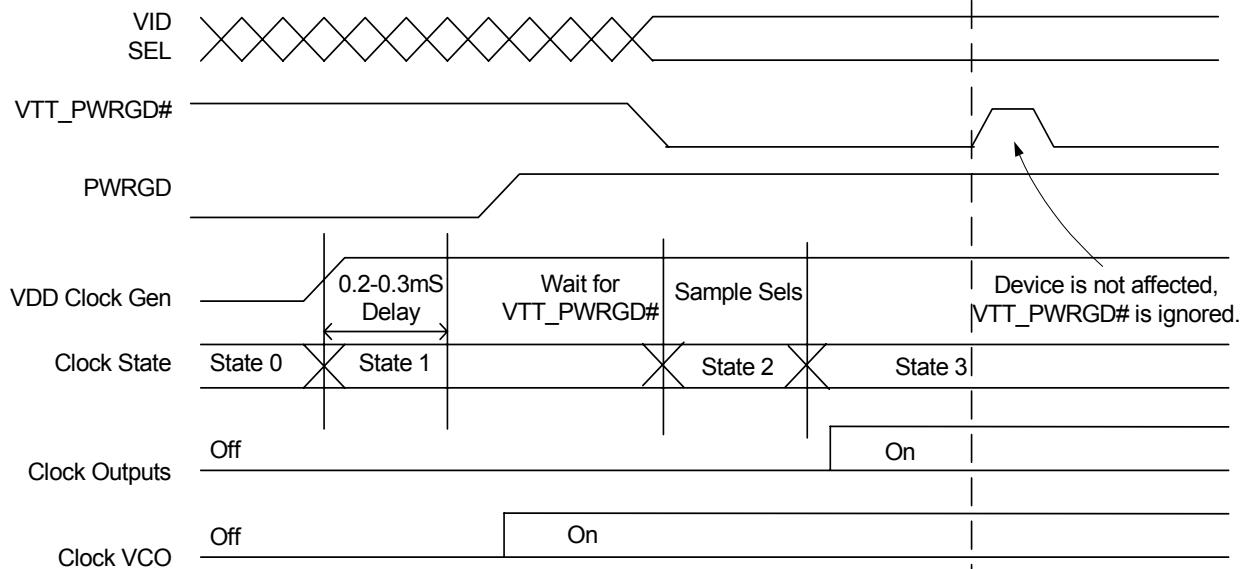 VID
SEL
VTT_PWRGD#
PWRGD
VDD Clock Gen
0.2-0.3mS
Delay
Wait for
VTT_PWRGD#
Sample Sels
Device is not affected,
VTT_PWRGD# is ignored.
Clock State
State 0
State 1
State 2
State 3
Clock Outputs
Off
On
Clock VCO
Off
On